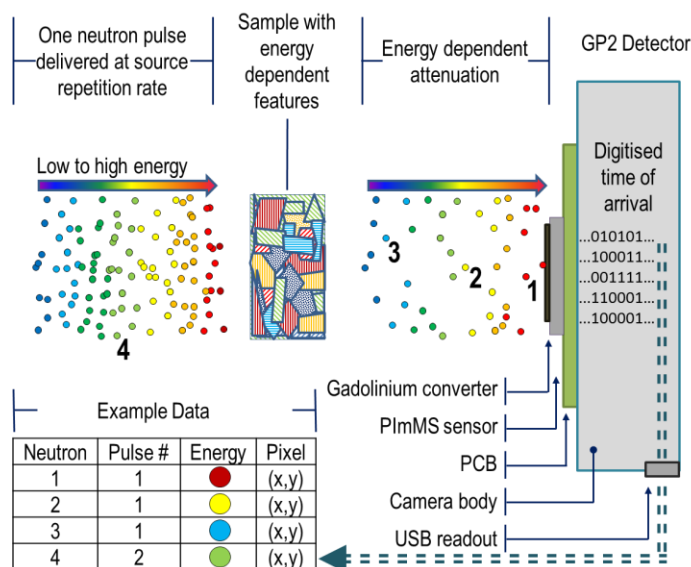 One neutron pulse
delivered at source
repetition rate
Sample with
energy
dependent
features
Energy dependent
attenuation
GP2 Detector
Low to high energy
Digitised
time of
arrival
...010101...
...100011...
...001111...
...110001...
...100001...
3
2
1
4
Gadolinium converter
PImMS sensor
PCB
Camera body
USB readout
Example Data
Neutron Pulse # Energy Pixel
1 1 (x,y)
2 1 (x,y)
3 1 (x,y)
4 2 (x,y)